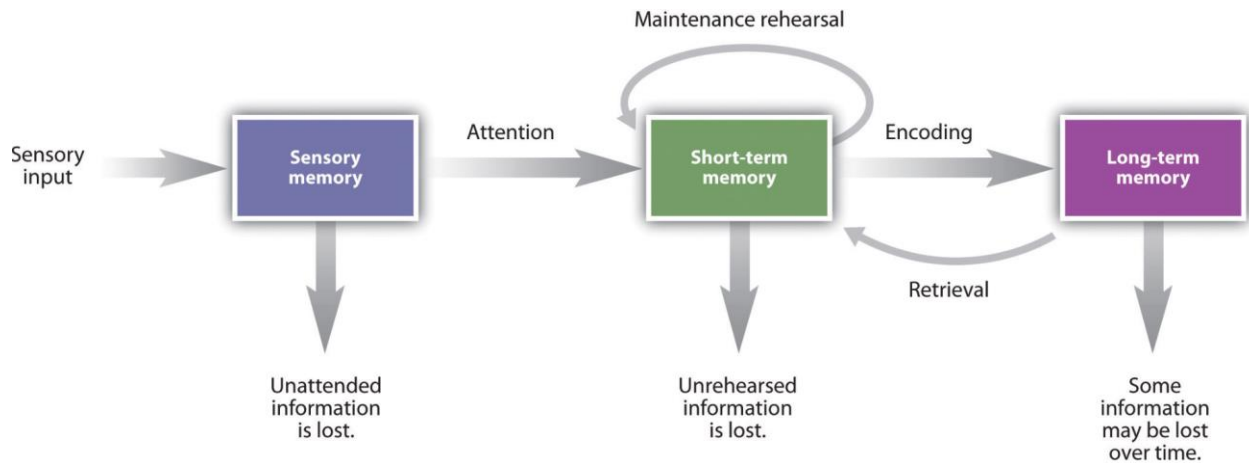 Maintenance rehearsal
Sensory
input
Sensory
memory
Attention
Short-term
memory
Encoding
Long-term
memory
Retrieval
Unattended
information
is lost.
Unrehearsed
information
is lost.
Some
information
may be lost
over time.